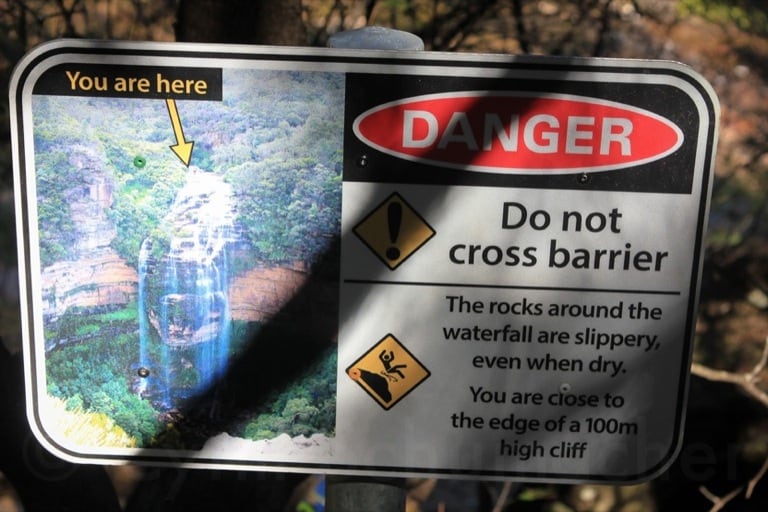 You are here
DANGER
Do not
cross barrier
The rocks around the
waterfall are slippery,
even when dry.
You are close to
the edge of a 100m
high cliff